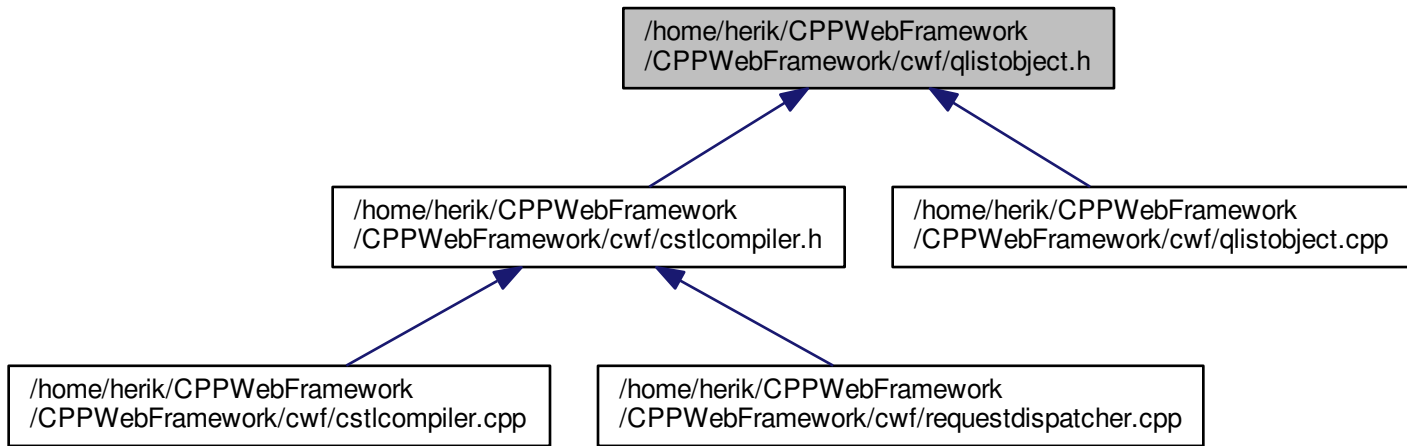 /home/herik/CPPWebFramework
/CPPWebFramework/cwf/qlistobject.h
/home/herik/CPPWebFramework
/CPPWebFramework/cwf/cstlcompiler.h
/home/herik/CPPWebFramework
/CPPWebFramework/cwf/qlistobject.cpp
/home/herik/CPPWebFramework
/CPPWebFramework/cwf/cstlcompiler.cpp
/home/herik/CPPWebFramework
/CPPWebFramework/cwf/requestdispatcher.cpp